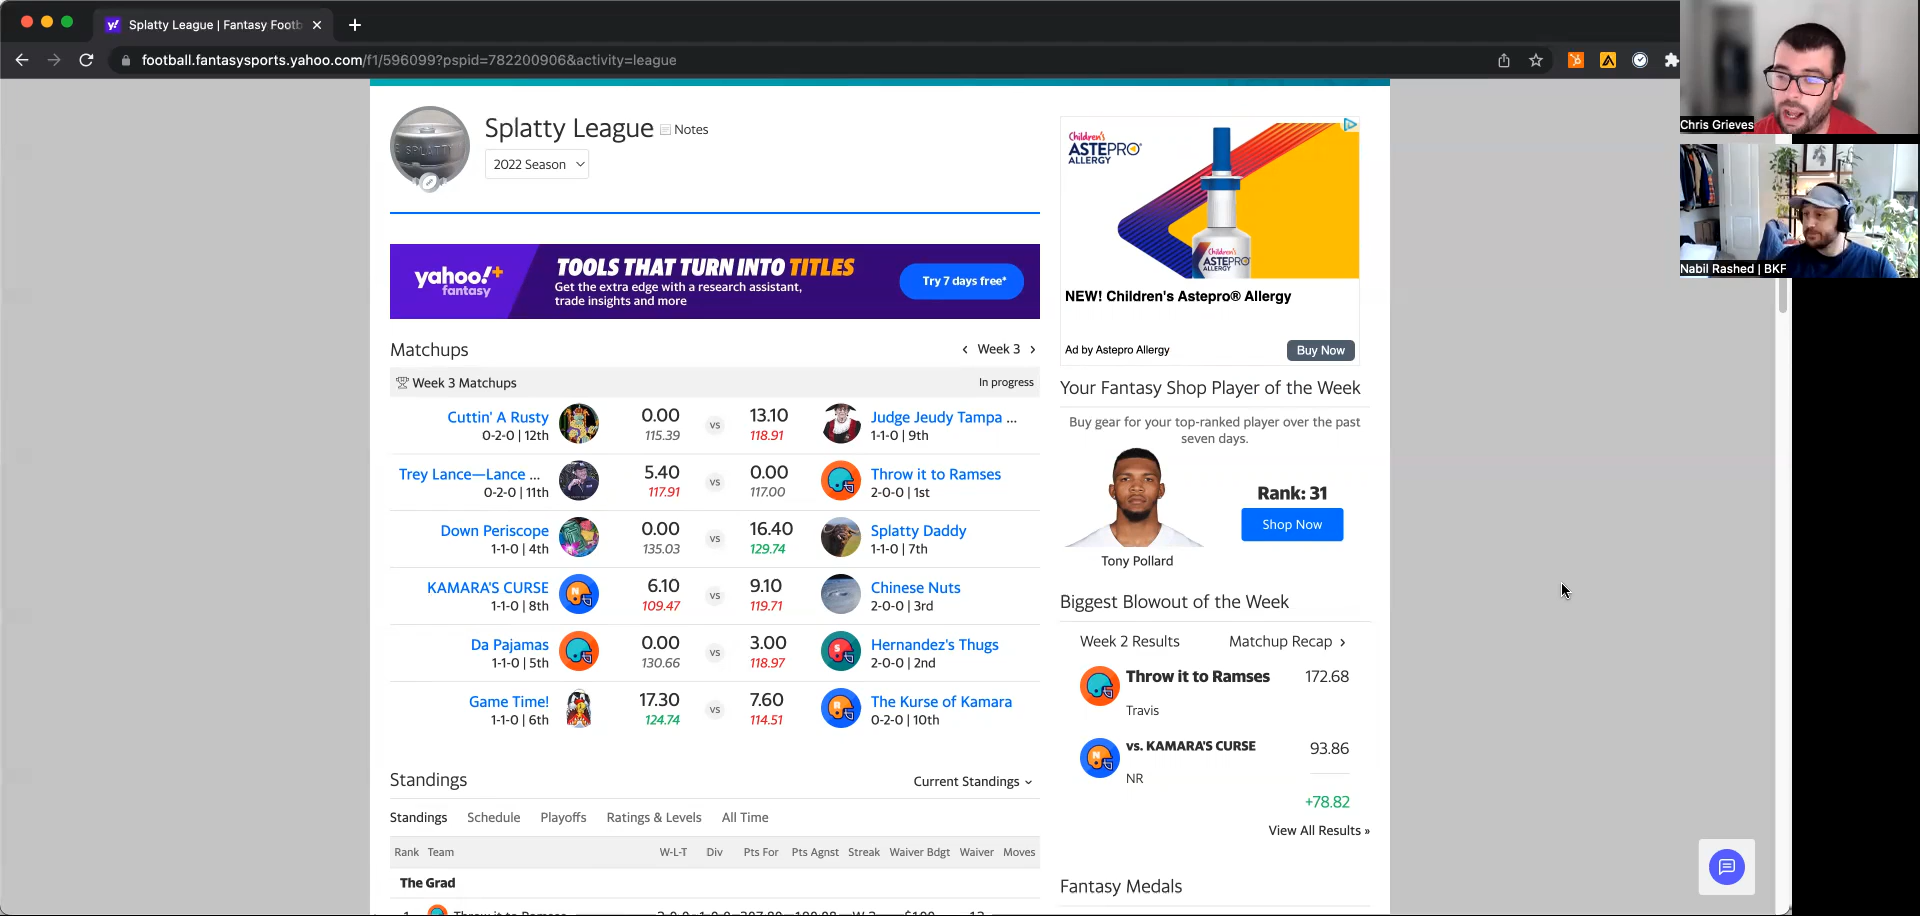 Splatty League | Fantasy Footb
football.fantasysports.yahoo.com/f1/596099?pspid=782200906&activity=league
Chris Grieves
Nabil Rashed | BKF
E SPLATTY
Splatty League
Notes
2022 Season
yahoo!+
fantasy
TOOLS THAT TURN INTO TITLES
Get the extra edge with a research assistant,
trade insights and more
Try 7 days free*
Matchups
Week 3
Week 3 Matchups
In progress
Cuttin' A Rusty
0-2-0 | 12th
0.00
115.39
vs
13.10
118.91
Judge Jeudy Tampa ...
1-1-0 | 9th
Trey Lance—Lance ...
0-2-0 | 11th
5.40
117.91
vs
0.00
117.00
Throw it to Ramses
2-0-0 | 1st
Down Periscope
1-1-0 | 4th
0.00
135.03
vs
16.40
129.74
Splatty Daddy
1-1-0 | 7th
KAMARA'S CURSE
1-1-0 | 8th
6.10
109.47
vs
9.10
119.71
Chinese Nuts
2-0-0 | 3rd
Da Pajamas
1-1-0 | 5th
0.00
130.66
vs
3.00
118.97
Hernandez's Thugs
2-0-0 | 2nd
Game Time!
1-1-0 | 6th
17.30
124.74
vs
7.60
114.51
The Kurse of Kamara
0-2-0 | 10th
Standings
Current Standings
Standings Schedule Playoffs Ratings & Levels All Time
Rank Team W-L-T Div Pts For Pts Agnst Streak Waiver Bdgt Waiver Moves
The Grad
Throw it to Ramses
Children's
ASTEPRO
ALLERGY
Children's
ASTEPRO
ALLERGY
NEW! Children's Astepro® Allergy
Ad by Astepro Allergy
Buy Now
Your Fantasy Shop Player of the Week
Buy gear for your top-ranked player over the past
seven days.
Rank: 31
Shop Now
Tony Pollard
Biggest Blowout of the Week
Week 2 Results
Matchup Recap
Throw it to Ramses
172.68
Travis
vs. KAMARA'S CURSE
93.86
NR
+78.82
View All Results »
Fantasy Medals